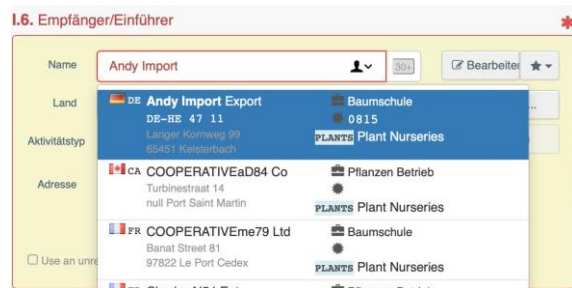 I.6. Empfänger/Einführer *
Name Andy Import 30+ Bearbeiten
Land DE Andy Import Export Baumschule ...
DE-HE 47 11 0815
Aktivitätstyp Langer Kornweg 99 PLANTS Plant Nurseries
65451 Kelsterbach
CA COOPERATIVEaD84 Co Pflanzen Betrieb
Adresse Turbinestraat 14
null Port Saint Martin PLANTS Plant Nurseries
FR COOPERATIVEme79 Ltd Baumschule
Banat Street 81
Use an unre 97822 Le Port Cedex PLANTS Plant Nurseries